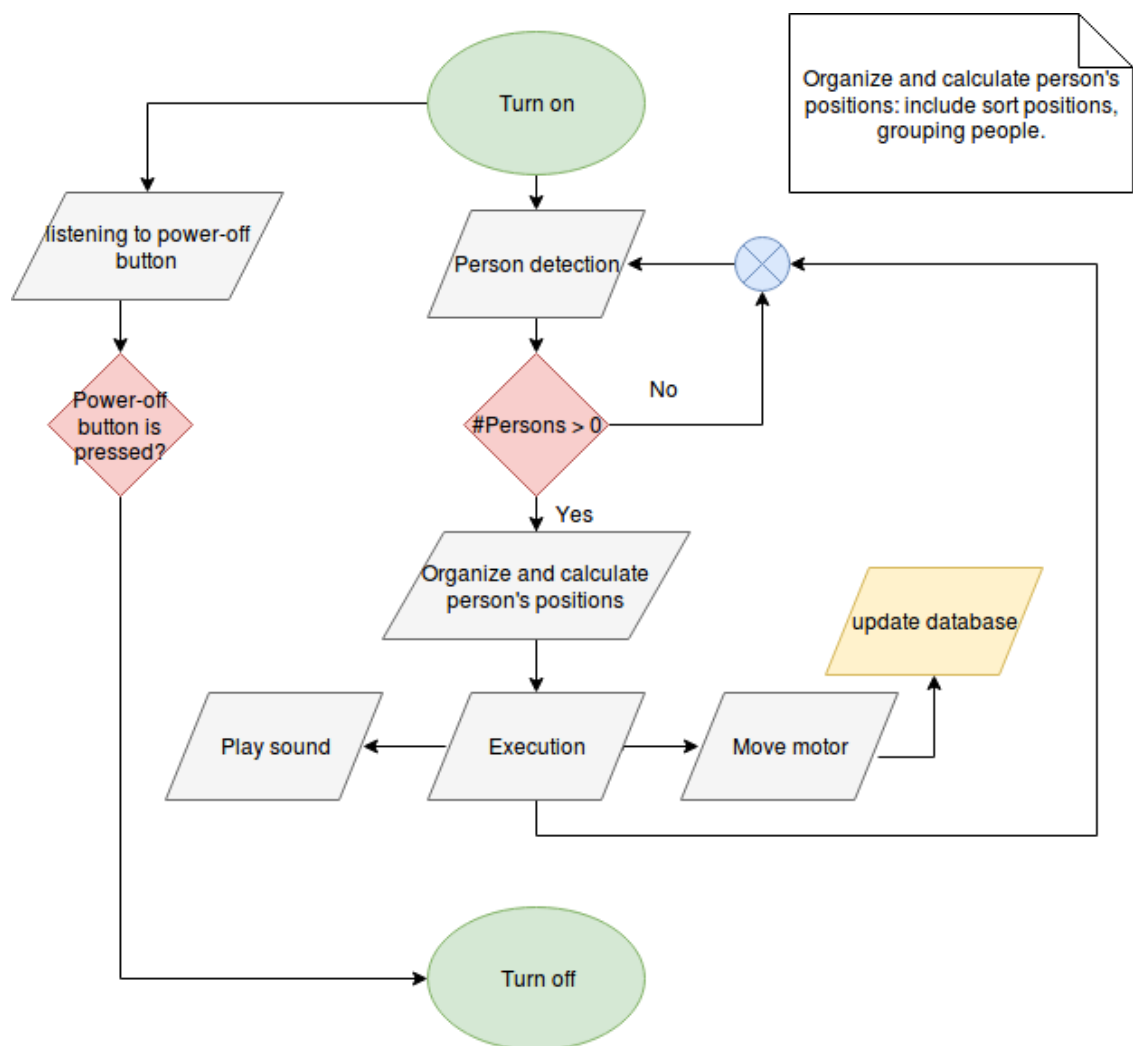 Turn on
Organize and calculate person's
positions: include sort positions,
grouping people.
listening to power-off
button
Person detection
No
Power-off
button is
pressed?
#Persons > 0
Yes
Organize and calculate
person's positions
update database
Play sound
Execution
Move motor
Turn off